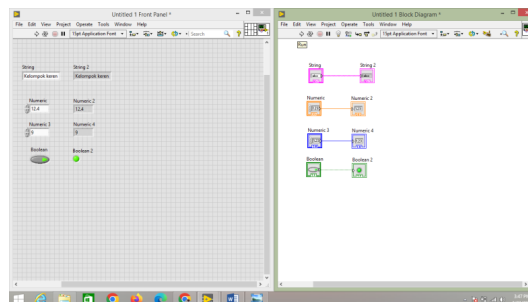 Untitled 1 Front Panel *
File Edit View Project Operate Tools Window Help
15pt Application Font
Search
String
String 2
Kelompok keren
Kelompok keren
Numeric
Numeric 2
12,4
12,4
Numeric 3
Numeric 4
9
9
Boolean
Boolean 2
Untitled 1 Block Diagram *
File Edit View Project Operate Tools Window Help
15pt Application Font
Run
String
String 2
Numeric
Numeric 2
Numeric 3
Numeric 4
Boolean
Boolean 2